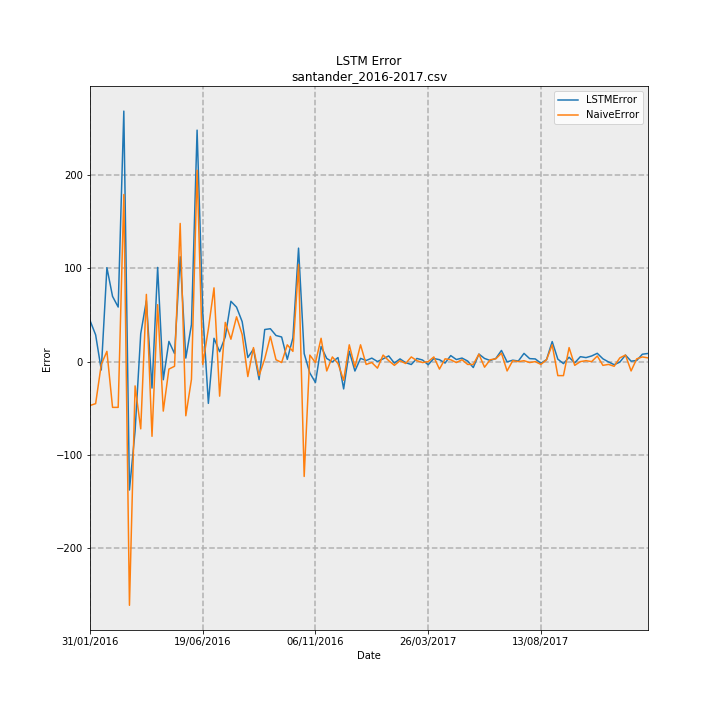 LSTM Error
santander_2016-2017.csv
LSTMError
NaiveError
Error
200
100
0
−100
−200
31/01/2016
19/06/2016
06/11/2016
26/03/2017
13/08/2017
Date